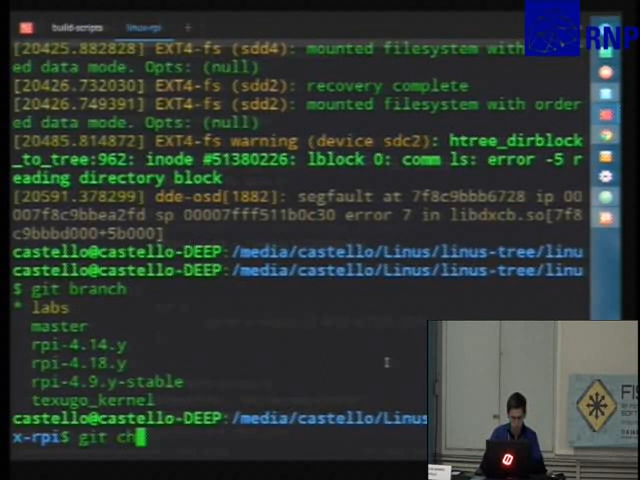 RNP
build-scripts linux-rpi +
[20425.882828] EXT4-fs (sdd4): mounted filesystem with
ed data mode. Opts: (null)
[20426.732030] EXT4-fs (sdd2): recovery complete
[20426.749391] EXT4-fs (sdd2): mounted filesystem with order
ed data mode. Opts: (null)
[20485.814872] EXT4-fs warning (device sdc2): htree_dirblock
_to_tree:962: inode #51380226: lblock 0: comm ls: error -5 r
eading directory block
[20591.378299] dde-osd[1882]: segfault at 7f8c9bbb6728 ip 00
007f8c9bbea2fd sp 00007fff511b0c30 error 7 in libdxcb.so[7f8
c9bbbd000+5b000]
castello@castello-DEEP:/media/castello/Linus/linus-tree/linu
castello@castello-DEEP:/media/castello/Linus/linus-tree/linu
$ git branch
* labs
master
rpi-4.14.y
rpi-4.18.y
rpi-4.9.y-stable
texugo_kernel
castello@castello-DEEP:/media/castello/Linus
x-rpi$ git ch
FIS
SOFT